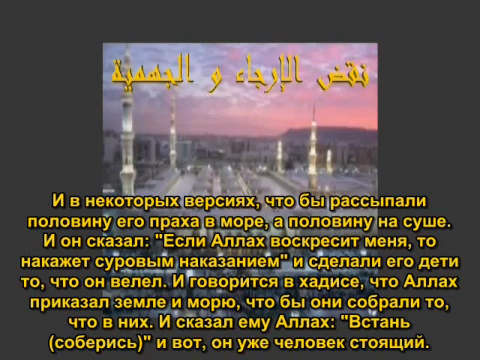 نقض الإرجاء و الجهمية
И в некоторых версиях, что бы рассыпали
половину его праха в море, а половину на суше.
И он сказал: "Если Аллах воскресит меня, то
накажет суровым наказанием" и сделали его дети
то, что он велел. И говорится в хадисе, что Аллах
приказал земле и морю, что бы они собрали то,
что в них. И сказал ему Аллах: "Встань
(соберись)" и вот, он уже человек стоящий.